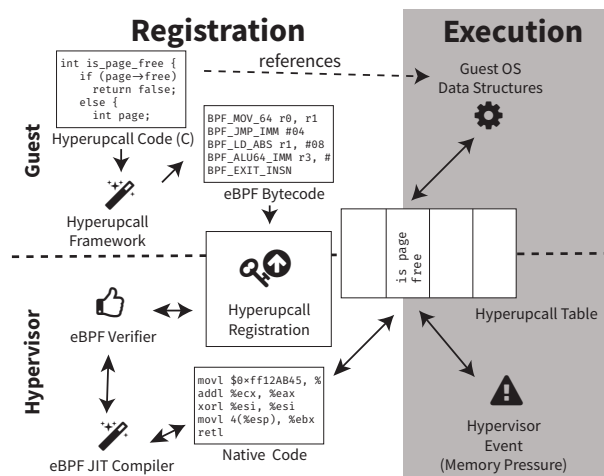 Registration
Execution
int is_page_free {
if (page→free)
return false;
else {
int page;
references
Guest OS
Data Structures
Guest
Hyperupcall Code (C)
BPF_MOV_64 r0, r1
BPF_JMP_IMM #04
BPF_LD_ABS r1, #08
BPF_ALU64_IMM r3, #
BPF_EXIT_INSN
eBPF Bytecode
Hyperupcall
Framework
is page
free
Hyperupcall
Registration
Hyperupcall Table
Hypervisor
eBPF Verifier
movl $0×ff12AB45, %
addl %ecx, %eax
xorl %esi, %esi
movl 4(%esp), %ebx
retl
Native Code
eBPF JIT Compiler
Hypervisor
Event
(Memory Pressure)